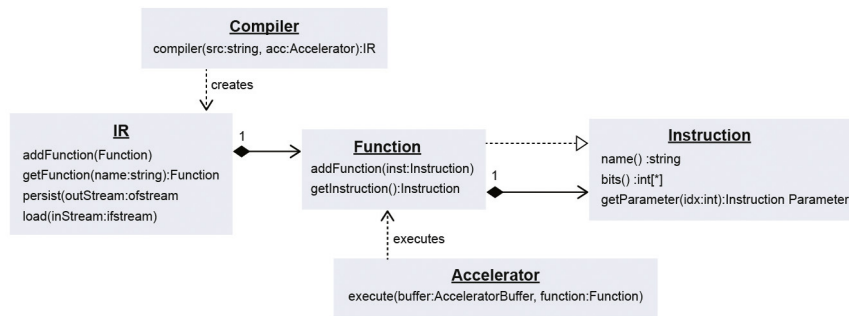 Compiler
compiler(src:string, acc:Accelerator):IR
creates
IR
addFunction(Function)
getFunction(name:string):Function
persist(outStream:ofstream
load(inStream:ifstream)
1
Function
addFunction(inst:Instruction)
getInstruction():Instruction
1
Instruction
name() :string
bits() :int[*]
getParameter(idx:int):Instruction Parameter
executes
Accelerator
execute(buffer:AcceleratorBuffer, function:Function)